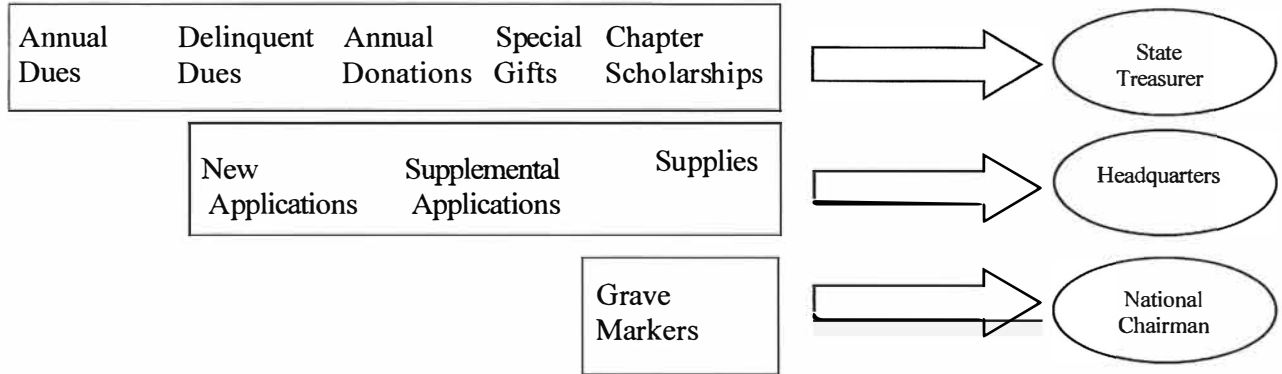 Annual Delinquent Annual Special Chapter
Dues Dues Donations Gifts Scholarships
State
Treasurer
New Supplemental Supplies
Applications Applications
Headquarters
Grave
Markers
National
Chairman